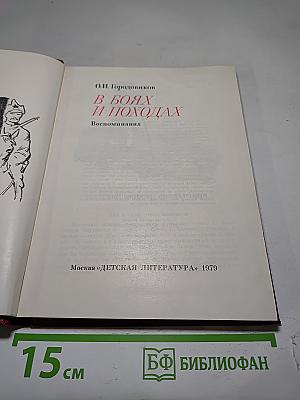 О.И. Городовиков
В БОЯХ
И ПОХОДАХ
Воспоминания
Москва «ДЕТСКАЯ ЛИТЕРАТУРА» 1979
15 см
БФ БИБЛИОФАН